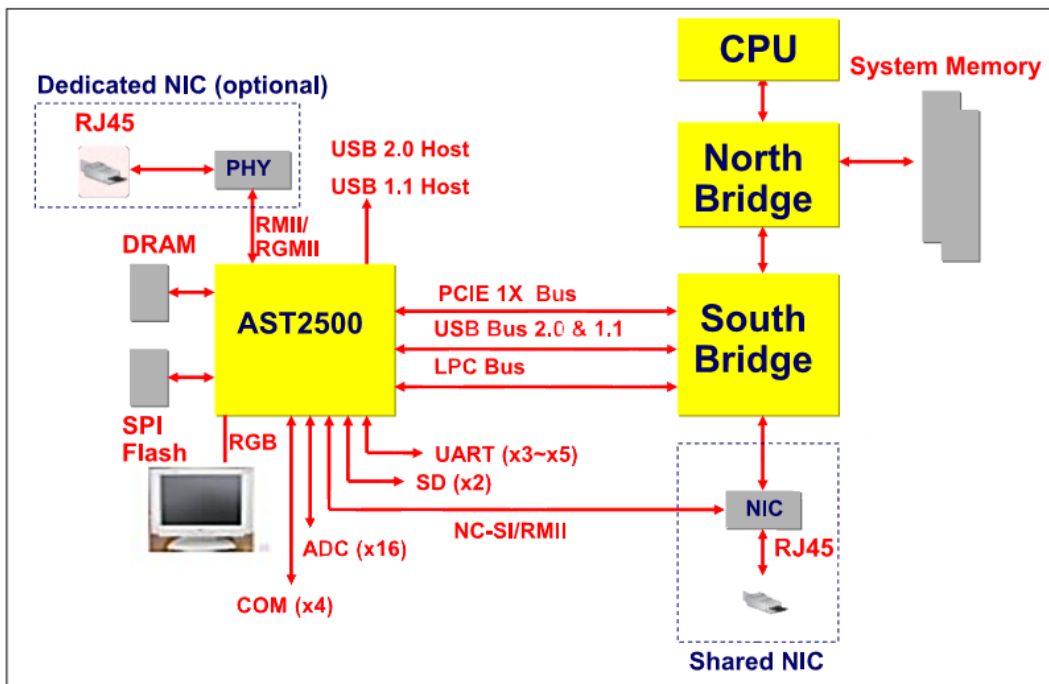 CPU
System Memory
Dedicated NIC (optional)
RJ45
PHY
USB 2.0 Host
USB 1.1 Host
North
Bridge
RMII/
RGMII
DRAM
AST2500
PCIE 1X Bus
USB Bus 2.0 & 1.1
LPC Bus
South
Bridge
SPI
Flash
RGB
UART (x3~x5)
SD (x2)
NC-SI/RMII
NIC
ADC (x16)
RJ45
COM (x4)
Shared NIC